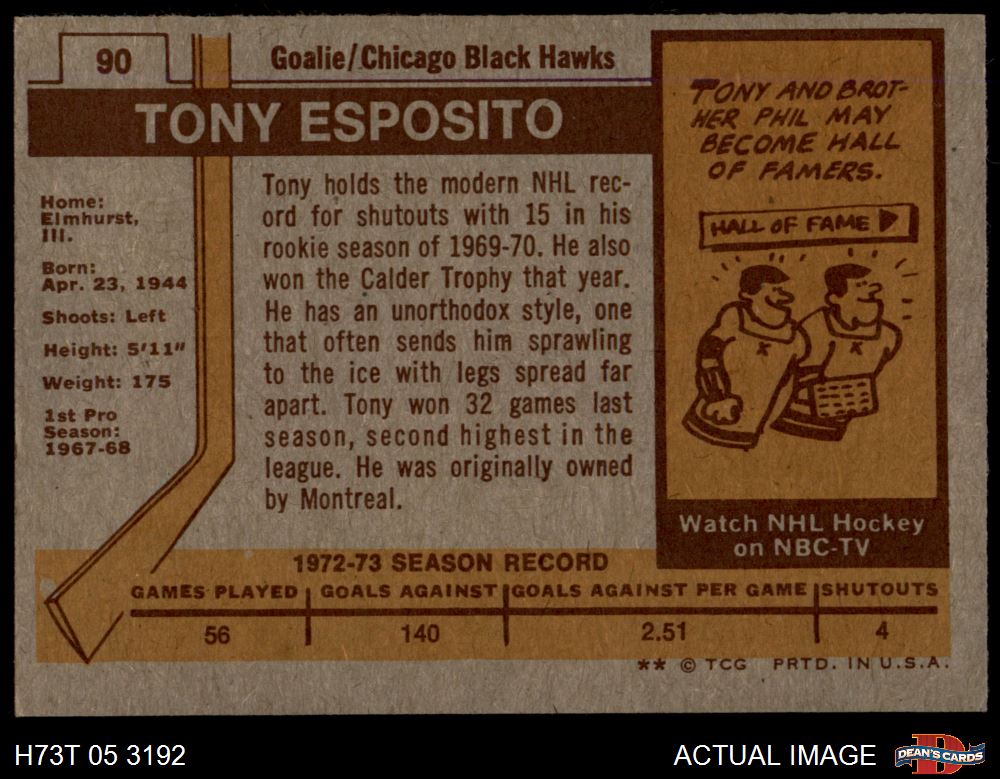 90
Goalie/Chicago Black Hawks
TONY ESPOSITO
Home:
Elmhurst,
Ill.
Born:
Apr. 23, 1944
Shoots: Left
Height: 5'11"
Weight: 175
1st Pro
Season:
1967-68
Tony holds the modern NHL rec-
ord for shutouts with 15 in his
rookie season of 1969-70. He also
won the Calder Trophy that year.
He has an unorthodox style, one
that often sends him sprawling
to the ice with legs spread far
apart. Tony won 32 games last
season, second highest in the
league. He was originally owned
by Montreal.
TONY AND BROT-
HER PHIL MAY
BECOME HALL
OF FAMERS.
HALL OF FAME
Watch NHL Hockey
on NBC-TV
1972-73 SEASON RECORD
GAMES PLAYED GOALS AGAINST GOALS AGAINST PER GAME SHUTOUTS
56 140 2.51 4
** © TCG PRTD. IN U.S.A.
H73T 05 3192
ACTUAL IMAGE
DEAN'S CARDS